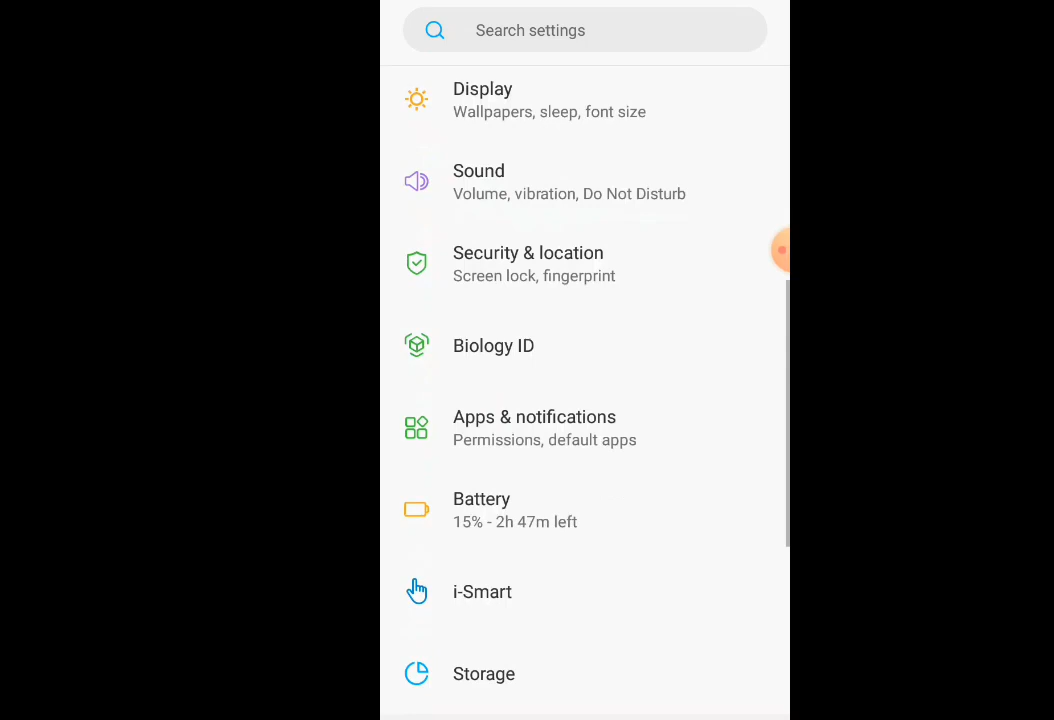 Search settings
Display
Wallpapers, sleep, font size
Sound
Volume, vibration, Do Not Disturb
Security & location
Screen lock, fingerprint
Biology ID
Apps & notifications
Permissions, default apps
Battery
15% - 2h 47m left
i-Smart
Storage